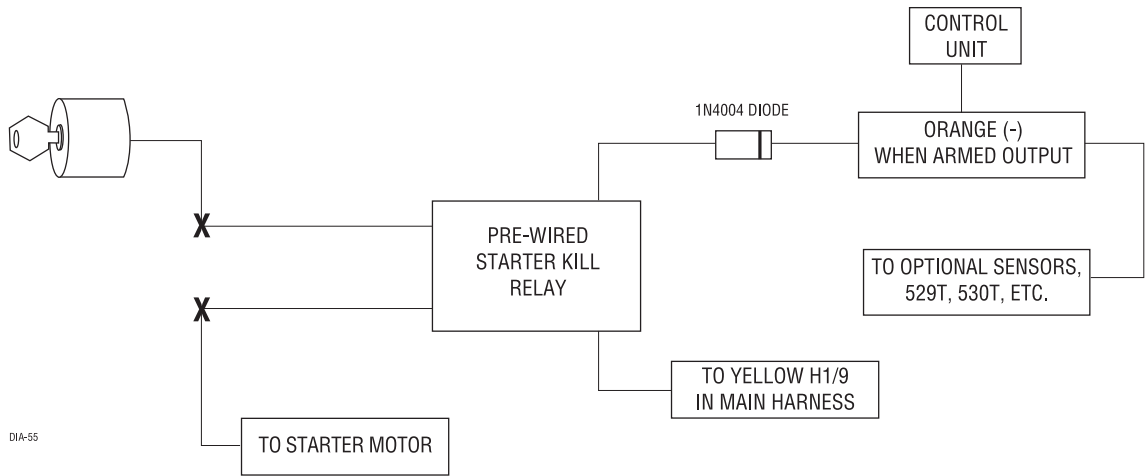 CONTROL
UNIT
1N4004 DIODE
ORANGE (-)
WHEN ARMED OUTPUT
PRE-WIRED
STARTER KILL
RELAY
TO OPTIONAL SENSORS,
529T, 530T, ETC.
TO YELLOW H1/9
IN MAIN HARNESS
TO STARTER MOTOR
DIA-55